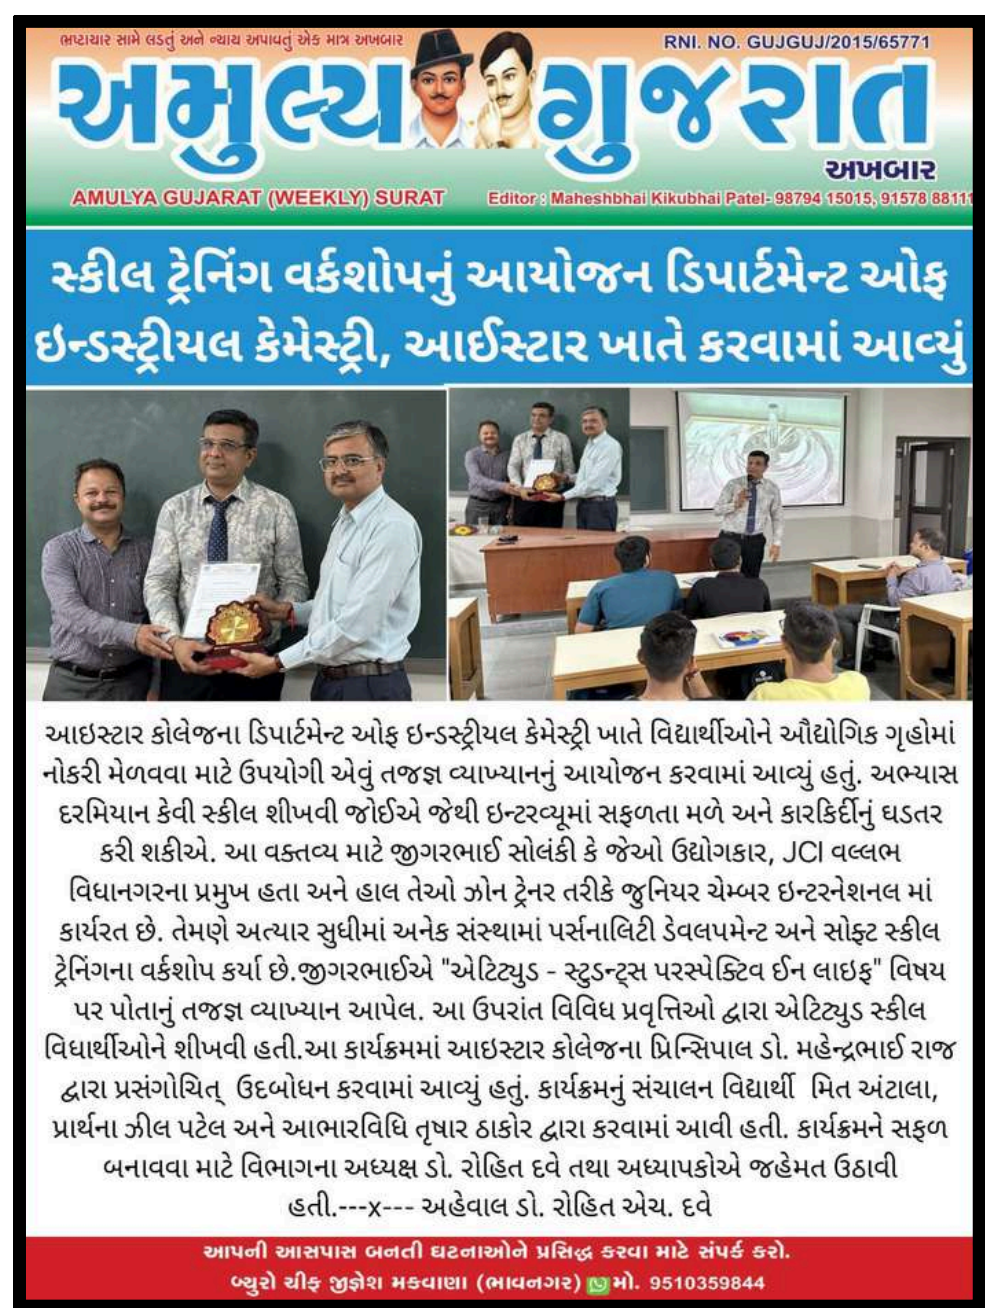 ભ્રષ્ટાચાર સામે લડતું અને ન્યાય અપાવતું એક માત્ર અખબાર
RNI. NO. GUJGUJ/2015/65771
અમુલ્ય ગુજરાત
અખબાર
AMULYA GUJARAT (WEEKLY) SURAT
Editor : Maheshbhai Kikubhai Patel- 98794 15015, 91578 88111
સ્કીલ ટ્રેનિંગ વર્કશોપનું આયોજન ડિપાર્ટમેન્ટ ઓફ
ઇન્ડસ્ટ્રીયલ કેમેસ્ટ્રી, આઈસ્ટાર ખાતે કરવામાં આવ્યું
આઇસ્ટાર કોલેજના ડિપાર્ટમેન્ટ ઓફ ઇન્ડસ્ટ્રીયલ કેમેસ્ટ્રી ખાતે વિદ્યાર્થીઓને ઔદ્યોગિક ગૃહોમાં
નોકરી મેળવવા માટે ઉપયોગી એવું તજજ્ઞ વ્યાખ્યાનનું આયોજન કરવામાં આવ્યું હતું. અભ્યાસ
દરમિયાન કેવી સ્કીલ શીખવી જોઈએ જેથી ઇન્ટરવ્યૂમાં સફળતા મળે અને કારકિર્દીનું ઘડતર
કરી શકીએ. આ વક્તવ્ય માટે જીગરભાઈ સોલંકી કે જેઓ ઉદ્યોગકાર, JCI વલ્લભ
વિધાનગરના પ્રમુખ હતા અને હાલ તેઓ ઝોન ટ્રેનર તરીકે જુનિયર ચેમ્બર ઇન્ટરનેશનલ માં
કાર્યરત છે. તેમણે અત્યાર સુધીમાં અનેક સંસ્થામાં પર્સનાલિટી ડેવલપમેન્ટ અને સોફ્ટ સ્કીલ
ટ્રેનિંગના વર્કશોપ કર્યા છે.જીગરભાઈએ "એટિટ્યુડ – સ્ટુડન્ટ્સ પરસ્પેક્ટિવ ઈન લાઇફ" વિષય
પર પોતાનું તજજ્ઞ વ્યાખ્યાન આપેલ. આ ઉપરાંત વિવિધ પ્રવૃત્તિઓ દ્વારા એટિટ્યુડ સ્કીલ
વિધાર્થીઓને શીખવી હતી.આ કાર્યક્રમમાં આઇસ્ટાર કોલેજના પ્રિન્સિપાલ ડો. મહેન્દ્રભાઈ રાજ
દ્વારા પ્રસંગોચિત્ ઉદબોધન કરવામાં આવ્યું હતું. કાર્યક્રમનું સંચાલન વિદ્યાર્થી મિત અંટાલા,
પ્રાર્થના ઝીલ પટેલ અને આભારવિધિ તૃષાર ઠાકોર દ્વારા કરવામાં આવી હતી. કાર્યક્રમને સફળ
બનાવવા માટે વિભાગના અધ્યક્ષ ડો. રોહિત દવે તથા અધ્યાપકોએ જહેમત ઉઠાવી
હતી.---x--- અહેવાલ ડો. રોહિત એચ. દવે
આપની આસપાસ બનતી ઘટનાઓને પ્રસિદ્ધ કરવા માટે સંપર્ક કરો.
બ્યુરો ચીફ જીજ્ઞેશ મકવાણા (ભાવનગર) મો. 9510359844